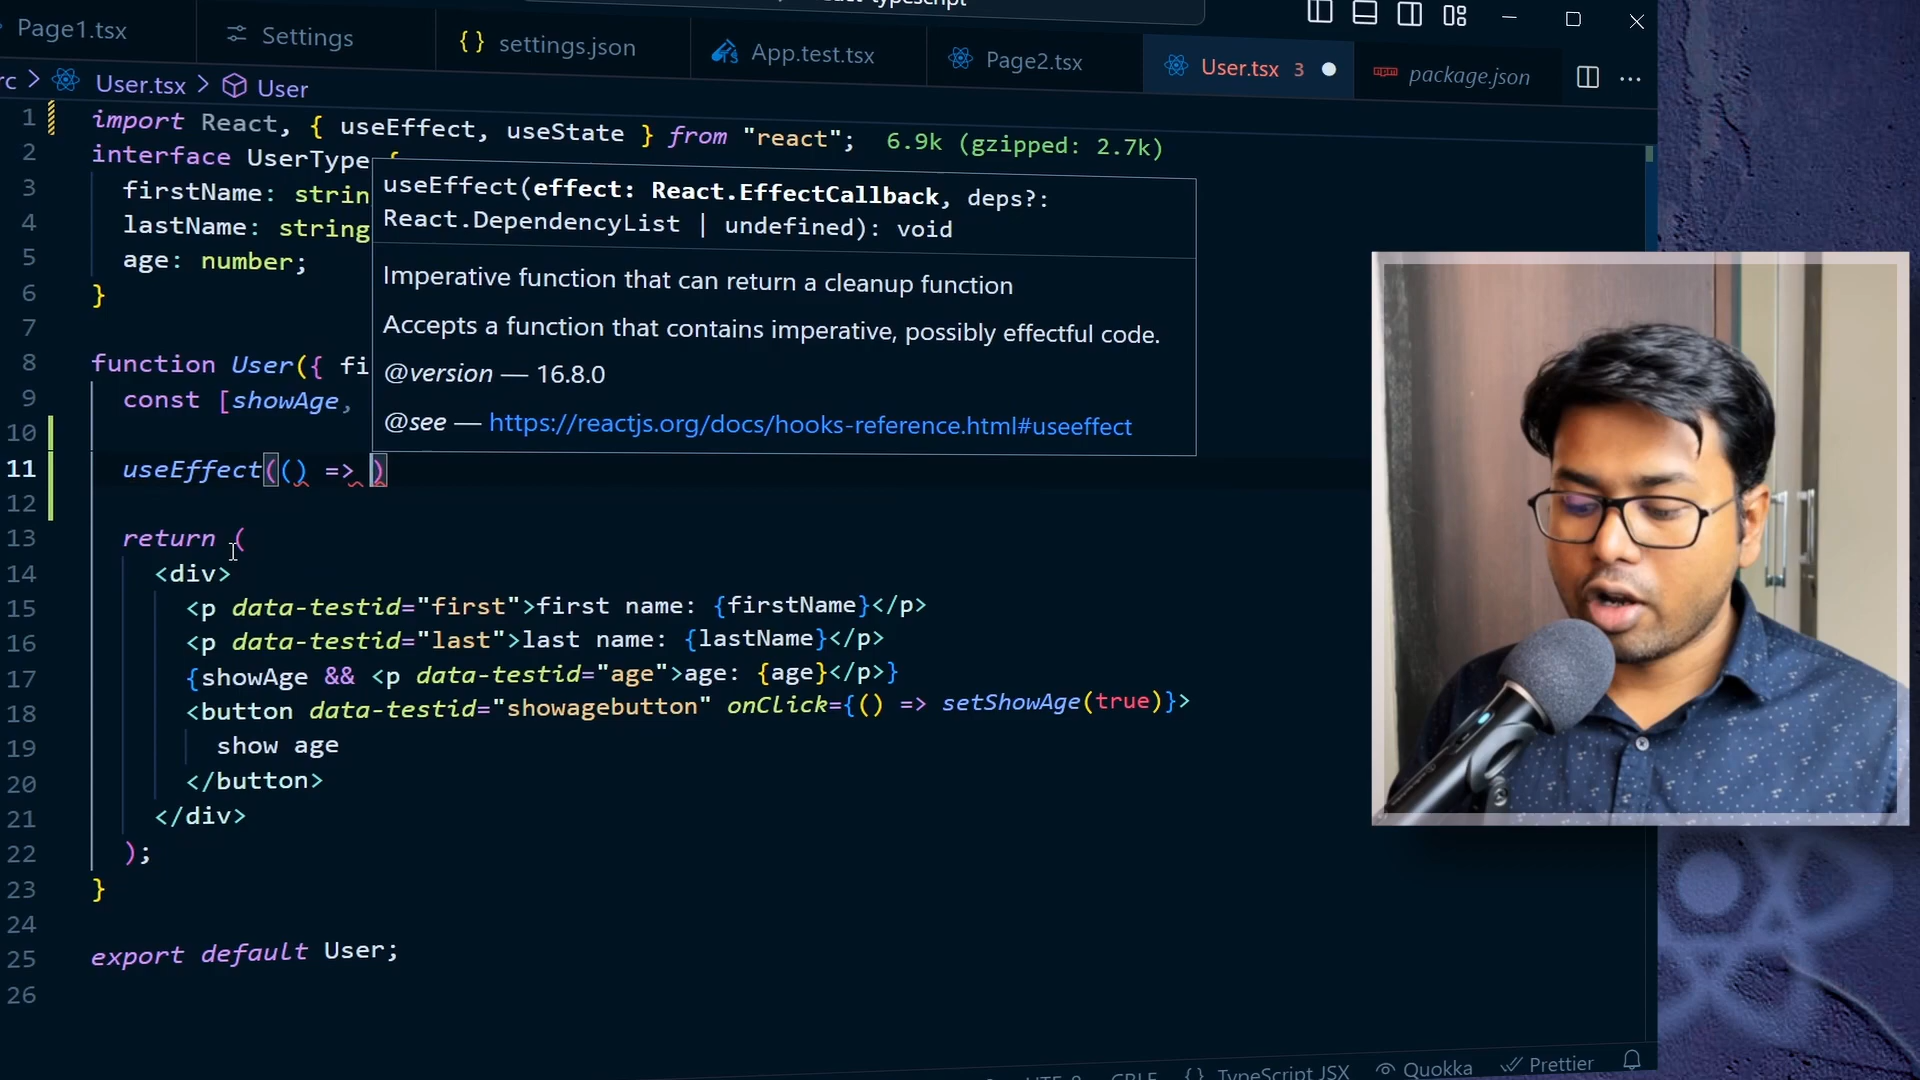 Page1.tsx
Settings
{} settings.json
App.test.tsx
Page2.tsx
User.tsx 3
package.json
User.tsx > User
1 import React, { useEffect, useState } from "react"; 6.9k (gzipped: 2.7k)
2 interface UserType {
3 firstName: strin
4 lastName: string
5 age: number;
6 }
7
8 function User({ fi
9 const [showAge,
10
11 useEffect(() => )
12
13 return (
14 <div>
15 <p data-testid="first">first name: {firstName}</p>
16 <p data-testid="last">last name: {lastName}</p>
17 {showAge && <p data-testid="age">age: {age}</p>}
18 <button data-testid="showagebutton" onClick={() => setShowAge(true)}>
19 show age
20 </button>
21 </div>
22 );
23 }
24
25 export default User;
26
useEffect(effect: React.EffectCallback, deps?:
React.DependencyList | undefined): void
Imperative function that can return a cleanup function
Accepts a function that contains imperative, possibly effectful code.
@version — 16.8.0
@see — https://reactjs.org/docs/hooks-reference.html#useeffect
{} TypeScript JSX
Quokka
Prettier